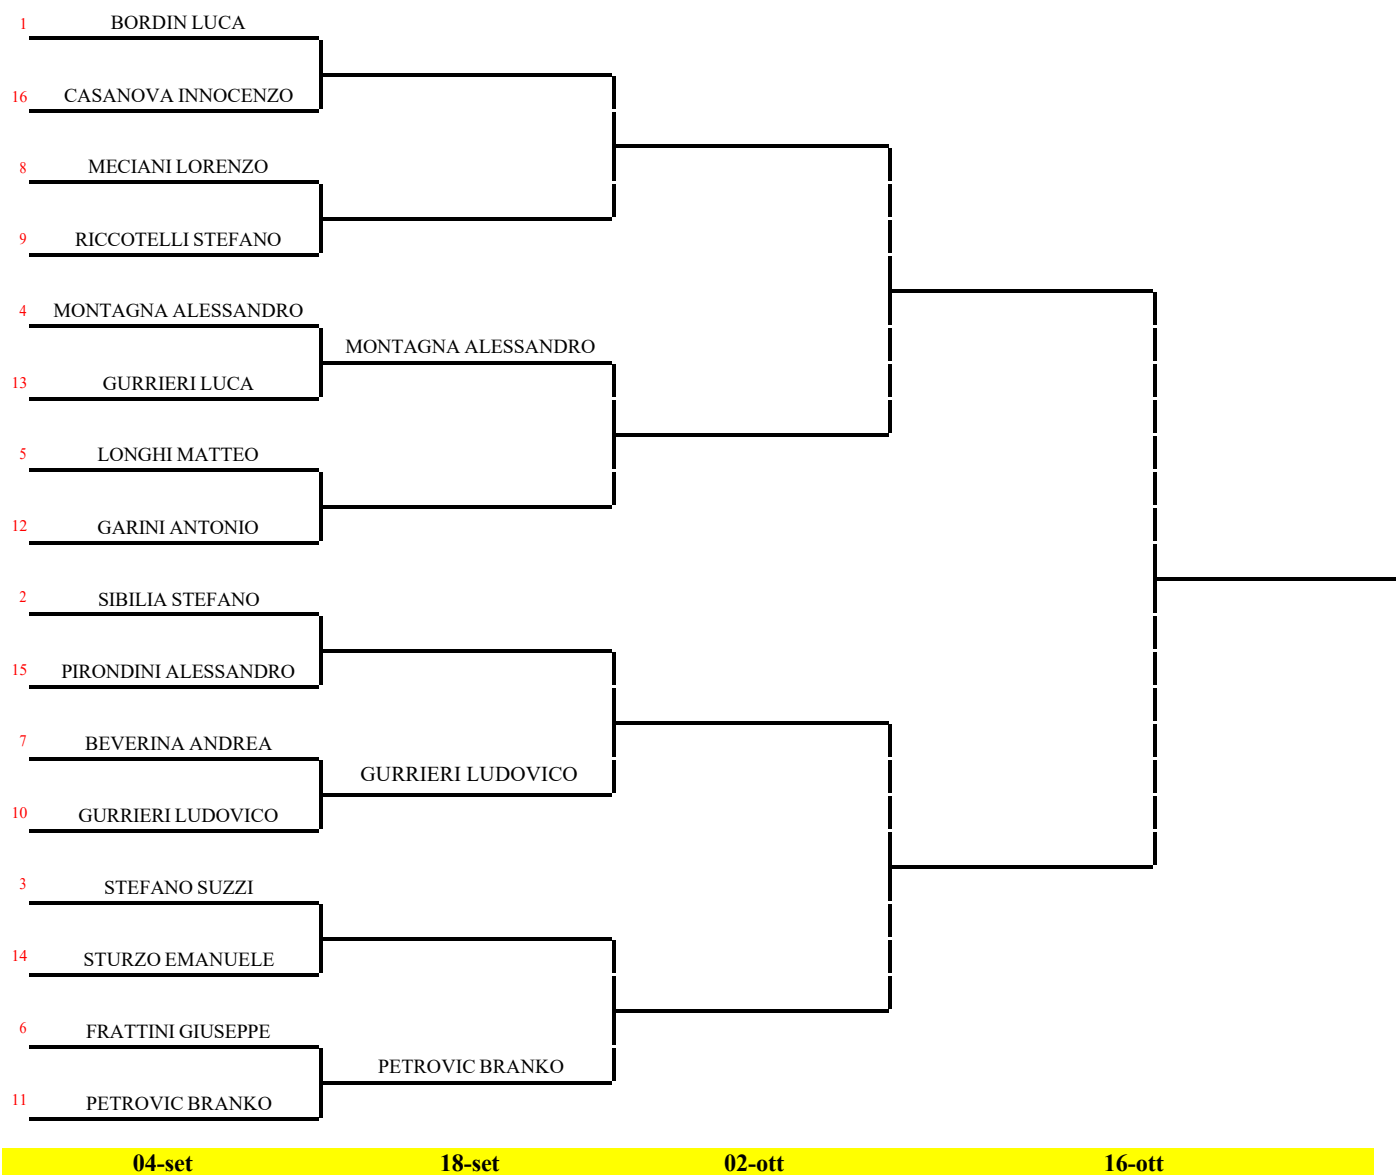 1 BORDIN LUCA
16 CASANOVA INNOCENZO
8 MECIANI LORENZO
9 RICCOTELLI STEFANO
4 MONTAGNA ALESSANDRO
MONTAGNA ALESSANDRO
13 GURRIERI LUCA
5 LONGHI MATTEO
12 GARINI ANTONIO
2 SIBILIA STEFANO
15 PIRONDINI ALESSANDRO
7 BEVERINA ANDREA
GURRIERI LUDOVICO
10 GURRIERI LUDOVICO
3 STEFANO SUZZI
14 STURZO EMANUELE
6 FRATTINI GIUSEPPE
PETROVIC BRANKO
11 PETROVIC BRANKO
04-set 18-set 02-ott 16-ott